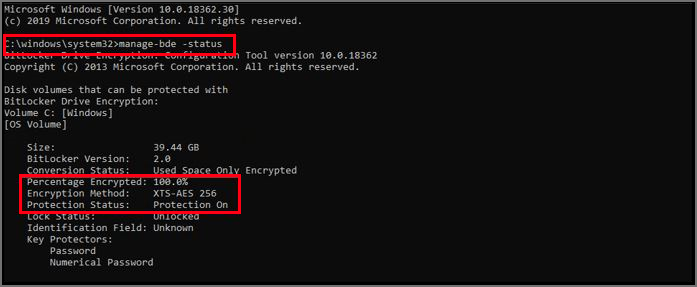 Microsoft Windows [Version 10.0.18362.30]
(c) 2019 Microsoft Corporation. All rights reserved.
C:\windows\system32>manage-bde -status
BitLocker Drive Encryption: Configuration Tool version 10.0.18362
Copyright (C) 2013 Microsoft Corporation. All rights reserved.
Disk volumes that can be protected with
BitLocker Drive Encryption:
Volume C: [Windows]
[OS Volume]
Size: 39.44 GB
BitLocker Version: 2.0
Conversion Status: Used Space Only Encrypted
Percentage Encrypted: 100.0%
Encryption Method: XTS-AES 256
Protection Status: Protection On
Lock Status: Unlocked
Identification Field: Unknown
Key Protectors:
Password
Numerical Password